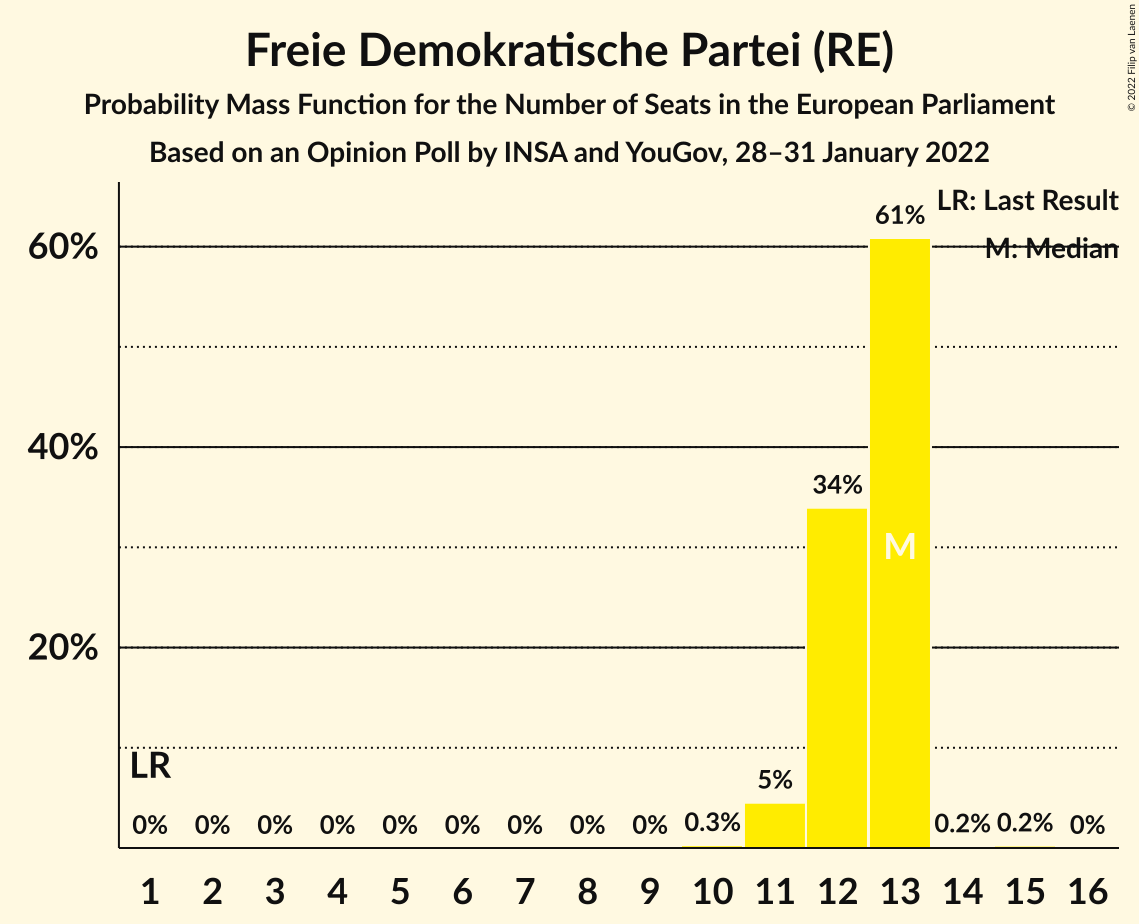 Freie Demokratische Partei (RE)
Probability Mass Function for the Number of Seats in the European Parliament
Based on an Opinion Poll by INSA and YouGov, 28–31 January 2022
© 2022 Filip van Laenen
LR: Last Result
M: Median
61%
60%
40%
34%
M
20%
LR
5%
0% 0% 0% 0% 0% 0% 0% 0% 0% 0.3% 0.2% 0.2% 0%
1 2 3 4 5 6 7 8 9 10 11 12 13 14 15 16